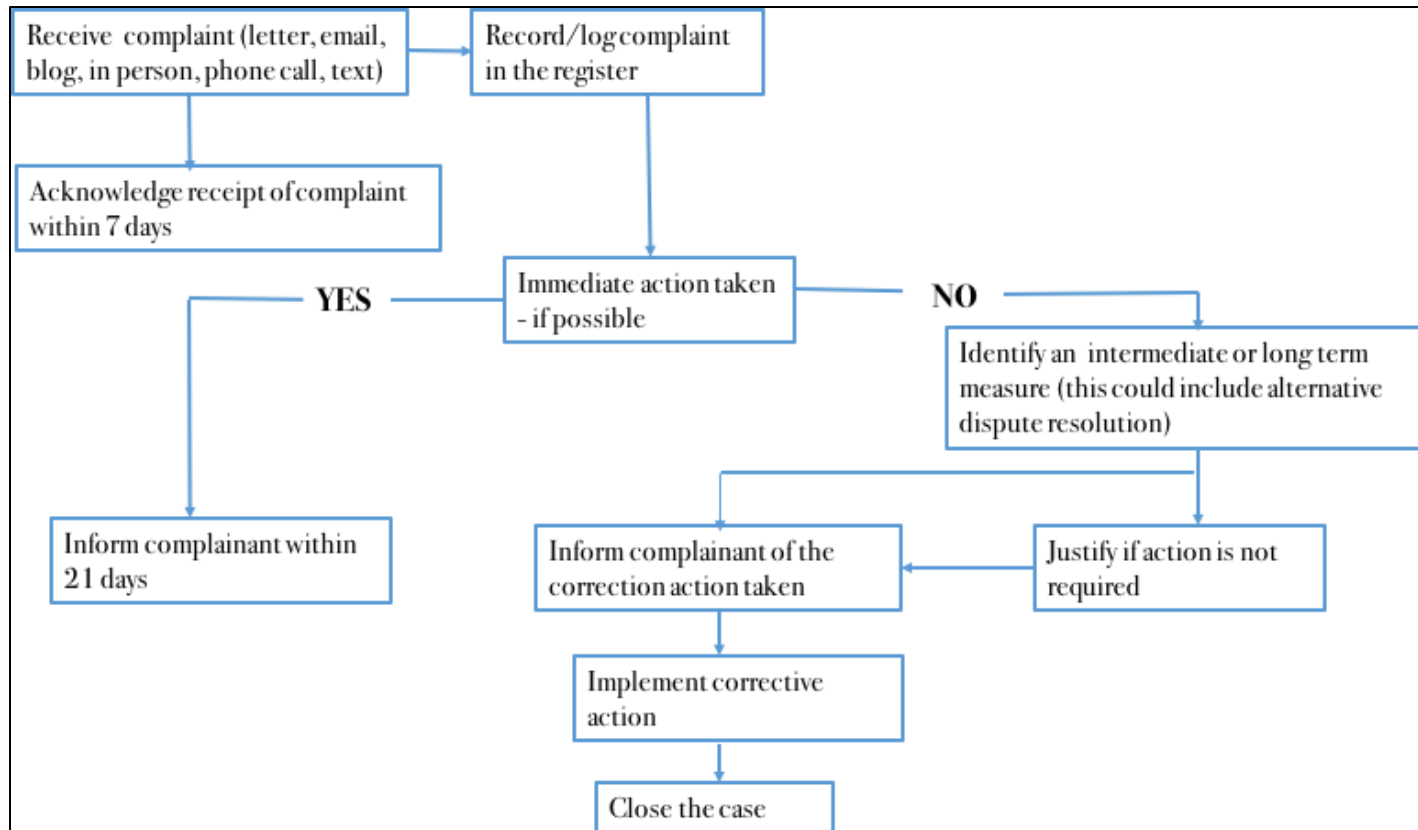 Receive complaint (letter, email,
blog, in person, phone call, text)
Record/log complaint
in the register
Acknowledge receipt of complaint
within 7 days
Immediate action taken
- if possible
YES
NO
Identify an intermediate or long term
measure (this could include alternative
dispute resolution)
Inform complainant within
21 days
Inform complainant of the
correction action taken
Justify if action is not
required
Implement corrective
action
Close the case